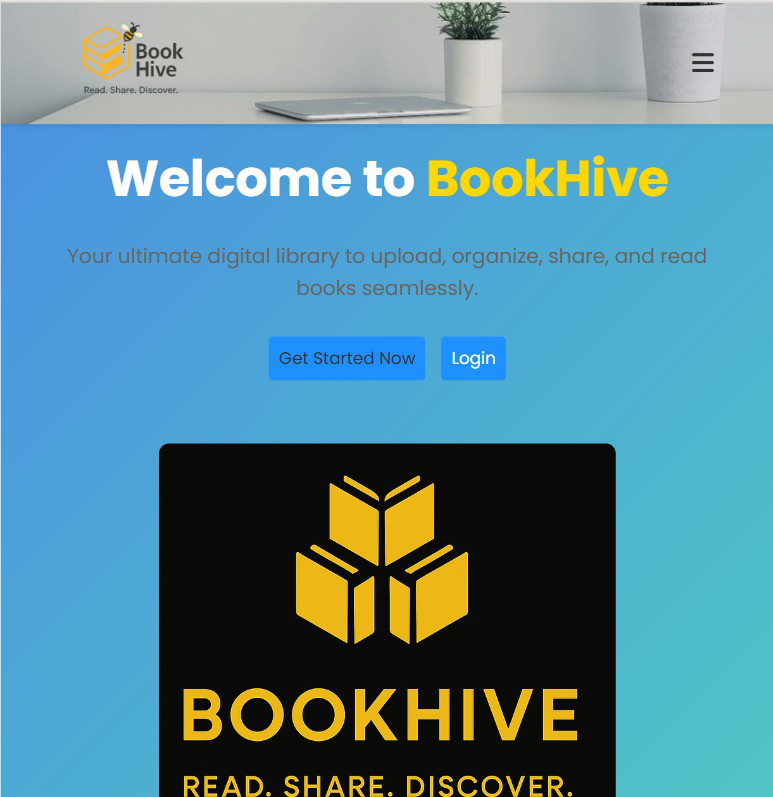 Book
Hive
Read. Share. Discover.
Welcome to BookHive
Your ultimate digital library to upload, organize, share, and read
books seamlessly.
Get Started Now
Login
BOOKHIVE
READ. SHARE. DISCOVER.